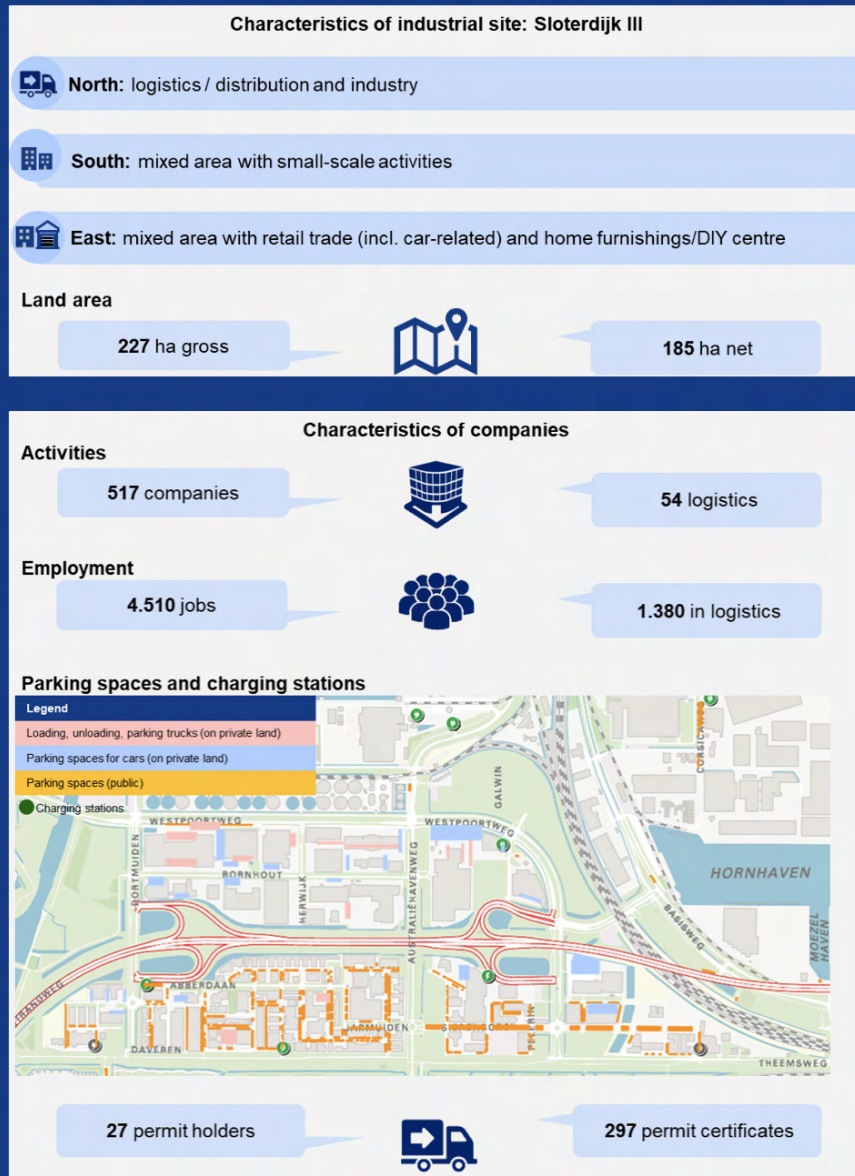 Characteristics of industrial site: Sloterdijk III
North: logistics / distribution and industry
South: mixed area with small-scale activities
East: mixed area with retail trade (incl. car-related) and home furnishings/DIY centre
Land area
227 ha gross
185 ha net
Characteristics of companies
Activities
517 companies
54 logistics
Employment
4.510 jobs
1.380 in logistics
Parking spaces and charging stations
Legend
Loading, unloading, parking trucks (on private land)
Parking spaces for cars (on private land)
Parking spaces (public)
Charging stations
CORSICAWEG
GALWIN
WESTPOORTWEG
WESTPOORTWEG
HORNHAVEN
BORNHOUT
DORTMUIDEN
HERWIJK
AUSTRALIËHAVENWEG
BASISWEG
MOEZEL
HAVEN
ABBERDAAN
JARMUIDEN
DAVEREN
THEEMSWEG
27 permit holders
297 permit certificates